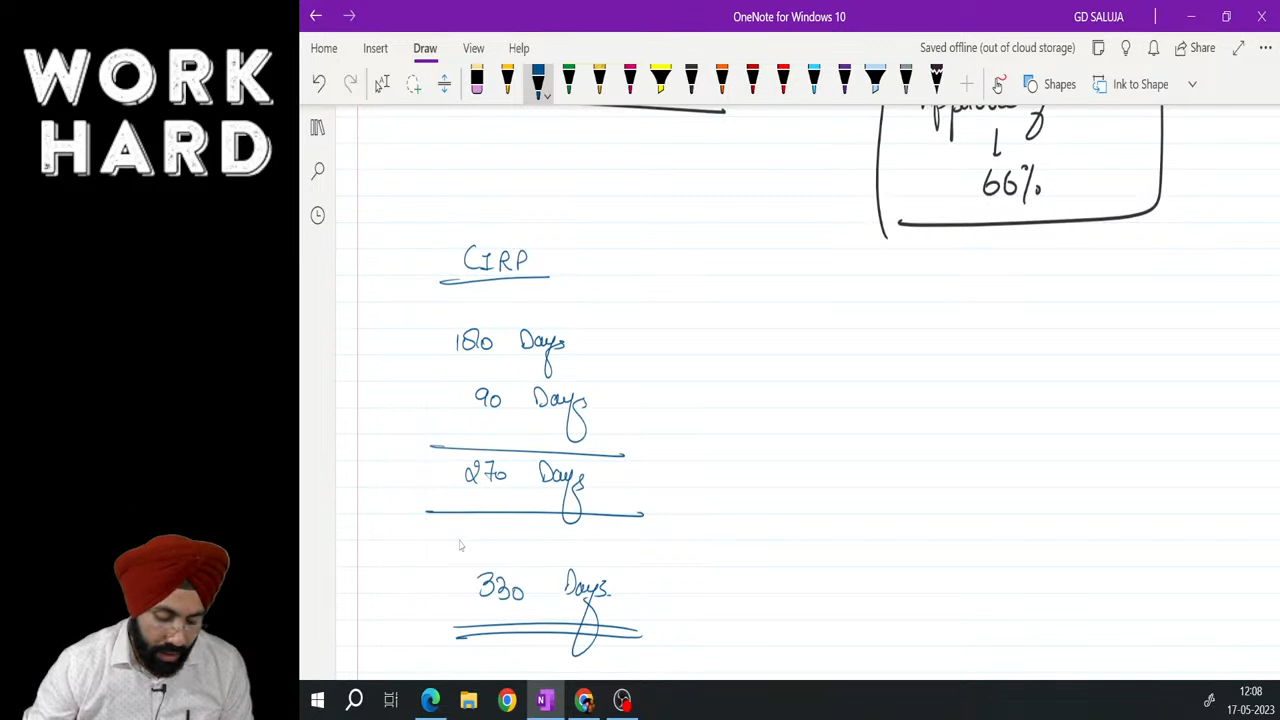 WORK
HARD
OneNote for Windows 10
GD SALUJA
Home
Insert
Draw
View
Help
Saved offline (out of cloud storage)
Share
Shapes
Ink to Shape
66%
CIRP
180 Days
90 Days
270 Days
330 Days.
12:08
17-05-2023